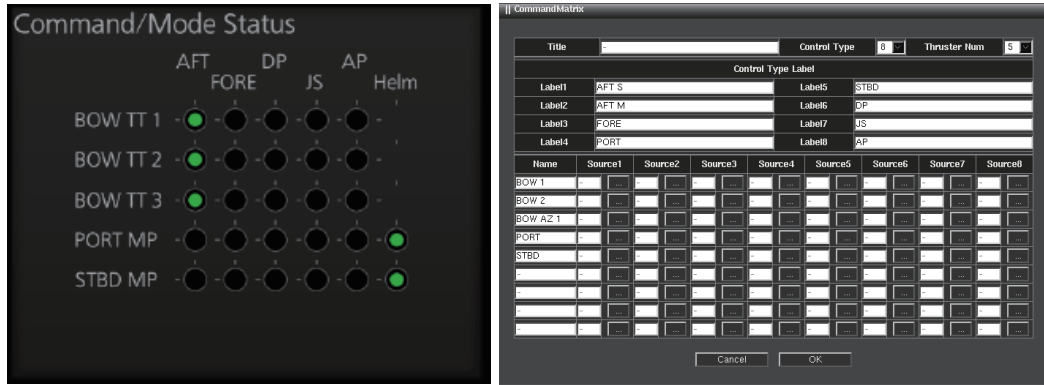 Command/Mode Status
AFT DP AP
FORE JS Helm
BOW TT 1
BOW TT 2
BOW TT 3
PORT MP
STBD MP
|| CommandMatrix
Title - Control Type 8 Thruster Num 5
Control Type Label
Label1 AFT S Label5 STBD
Label2 AFT M Label6 DP
Label3 FORE Label7 JS
Label4 PORT Label8 AP
Name Source1 Source2 Source3 Source4 Source5 Source6 Source7 Source8
BOW 1 - ... - ... - ... - ... - ... - ... - ... - ...
BOW 2 - ... - ... - ... - ... - ... - ... - ... - ...
BOW AZ 1 - ... - ... - ... - ... - ... - ... - ... - ...
PORT - ... - ... - ... - ... - ... - ... - ... - ...
STBD - ... - ... - ... - ... - ... - ... - ... - ...
- - ... - ... - ... - ... - ... - ... - ... - ...
- - ... - ... - ... - ... - ... - ... - ... - ...
- - ... - ... - ... - ... - ... - ... - ... - ...
- - ... - ... - ... - ... - ... - ... - ... - ...
Cancel OK